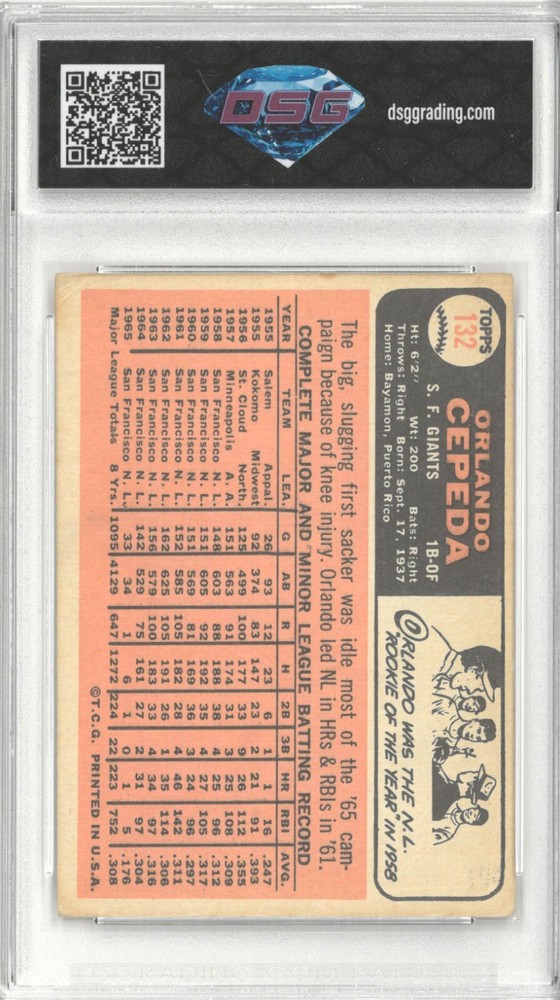 DSG
dsggrading.com
TOPPS
132
ORLANDO
CEPEDA
S. F. GIANTS 1B-OF
Ht: 6'2" Wt: 200 Bats: Right
Throws: Right Born: Sept. 17, 1937
Home: Bayamon, Puerto Rico
ORLANDO WAS THE N.L.
"ROOKIE OF THE YEAR" IN 1958
The big, slugging first sacker was idle most of the '65 cam-
paign because of knee injury. Orlando led NL in HRs & RBIs in '61.
COMPLETE MAJOR AND MINOR LEAGUE BATTING RECORD
YEAR TEAM LEA. G AB R H 2B 3B HR RBI AVG.
1955 Salem Appal. 26 93 12 23 6 1 1 16 .247
1955 Kokomo Midwest 92 374 83 147 21 2 21 91 .393
1956 St. Cloud North. 125 499 100 177 33 9 26 112 .355
1957 Minneapolis A. A. 151 563 91 174 31 3 25 108 .309
1958 San Francisco N. L. 148 603 88 188 38 4 25 96 .312
1959 San Francisco N. L. 151 605 92 192 35 4 27 105 .317
1960 San Francisco N. L. 151 569 81 169 36 3 24 96 .297
1961 San Francisco N. L. 152 585 105 182 28 4 46 142 .311
1962 San Francisco N. L. 162 625 105 191 26 1 35 114 .306
1963 San Francisco N. L. 156 579 100 183 33 4 34 97 .316
1964 San Francisco N. L. 142 529 75 161 27 2 31 97 .304
1965 San Francisco N. L. 33 34 1 6 1 0 1 5 .176
Major League Totals 8 Yrs. 1095 4129 647 1272 224 22 223 752 .308
©T.C.G. PRINTED IN U.S.A.